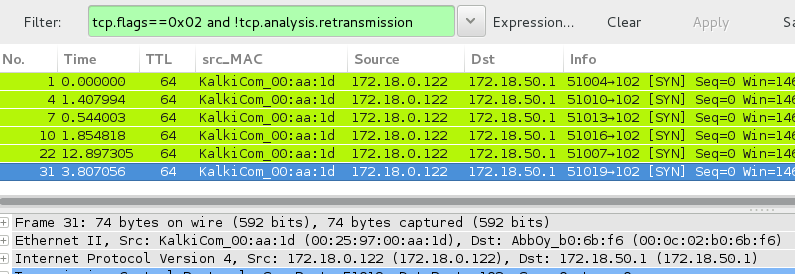 Filter: tcp.flags==0x02 and !tcp.analysis.retransmission Expression... Clear Apply Sa
No. Time TTL src_MAC Source Dst Info
1 0.000000 64 KalkiCom_00:aa:1d 172.18.0.122 172.18.50.1 51004→102 [SYN] Seq=0 Win=146
4 1.407994 64 KalkiCom_00:aa:1d 172.18.0.122 172.18.50.1 51010→102 [SYN] Seq=0 Win=146
7 0.544003 64 KalkiCom_00:aa:1d 172.18.0.122 172.18.50.1 51013→102 [SYN] Seq=0 Win=146
10 1.854818 64 KalkiCom_00:aa:1d 172.18.0.122 172.18.50.1 51016→102 [SYN] Seq=0 Win=146
22 12.897305 64 KalkiCom_00:aa:1d 172.18.0.122 172.18.50.1 51007→102 [SYN] Seq=0 Win=146
31 3.807056 64 KalkiCom_00:aa:1d 172.18.0.122 172.18.50.1 51019→102 [SYN] Seq=0 Win=146
Frame 31: 74 bytes on wire (592 bits), 74 bytes captured (592 bits)
Ethernet II, Src: KalkiCom_00:aa:1d (00:25:97:00:aa:1d), Dst: AbbOy_b0:6b:f6 (00:0c:02:b0:6b:f6)
Internet Protocol Version 4, Src: 172.18.0.122 (172.18.0.122), Dst: 172.18.50.1 (172.18.50.1)